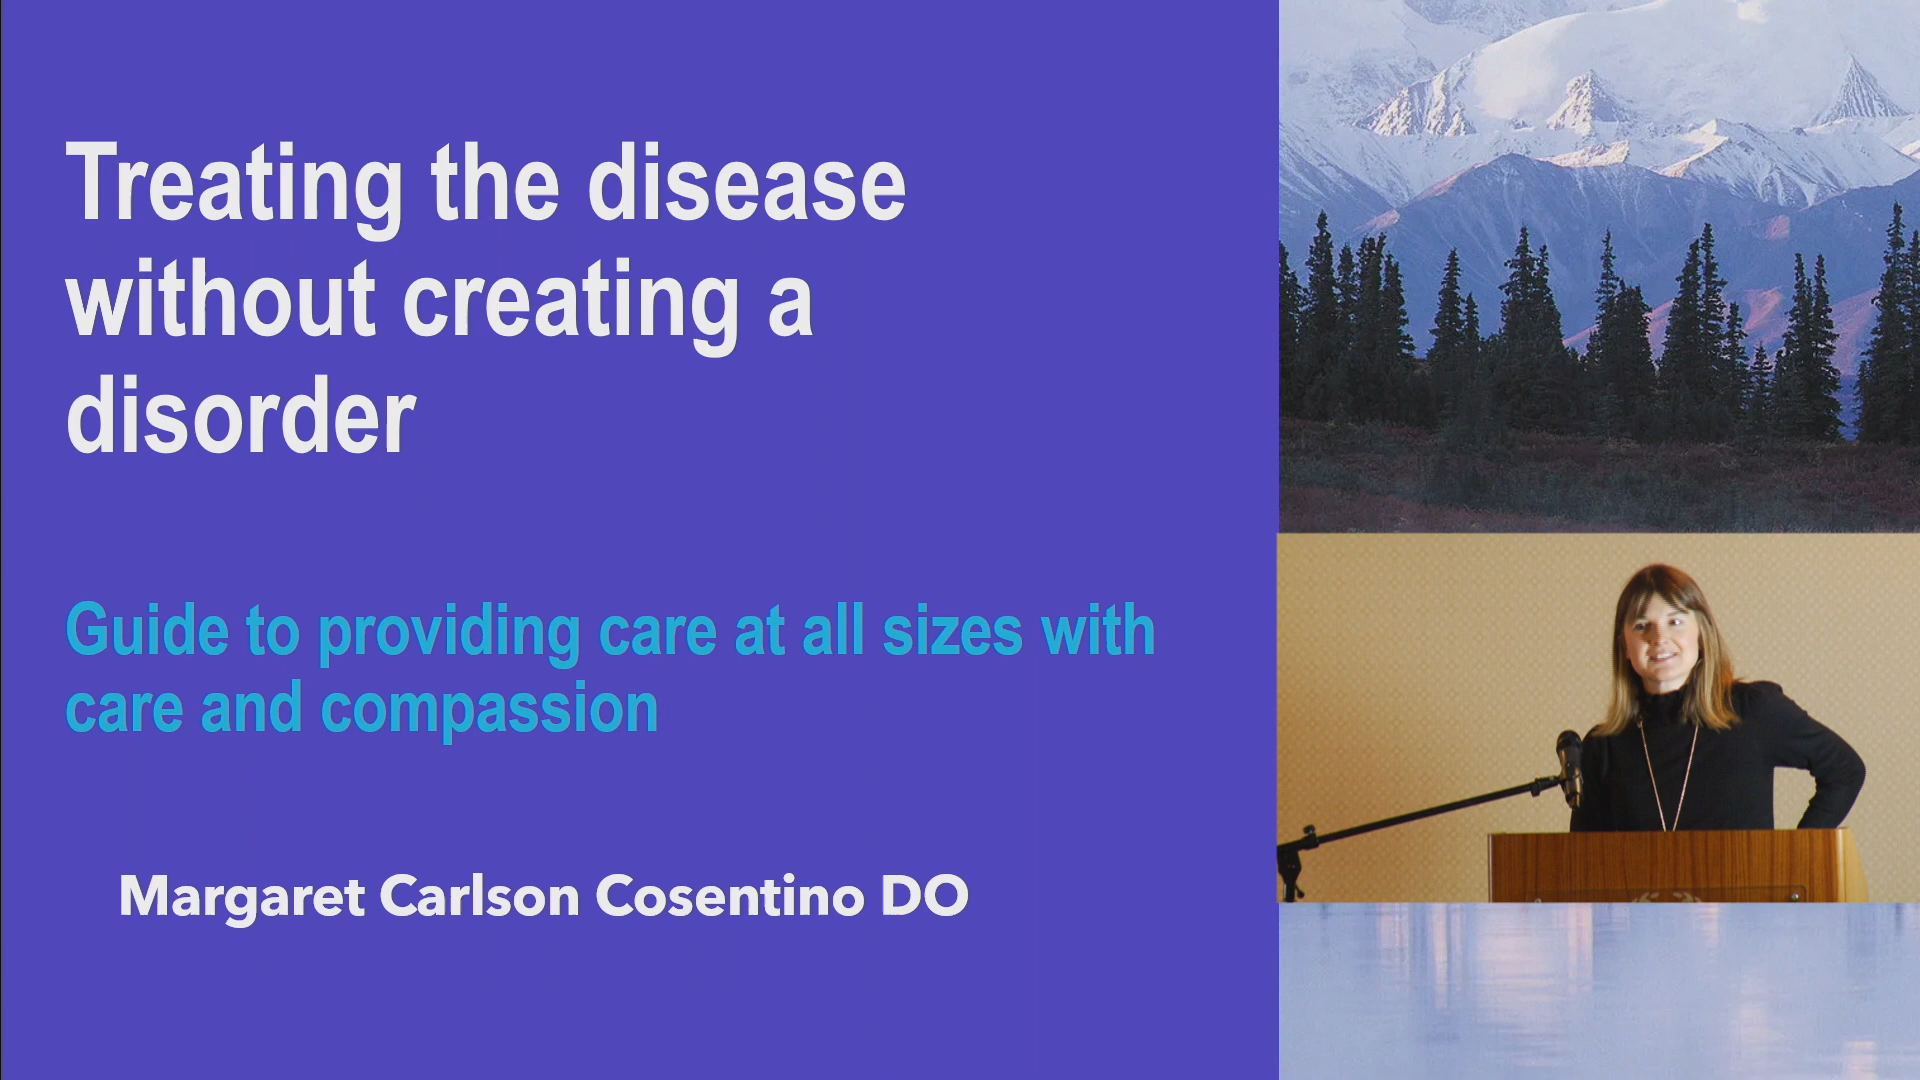 Treating the disease
without creating a
disorder
Guide to providing care at all sizes with
care and compassion
Margaret Carlson Cosentino DO